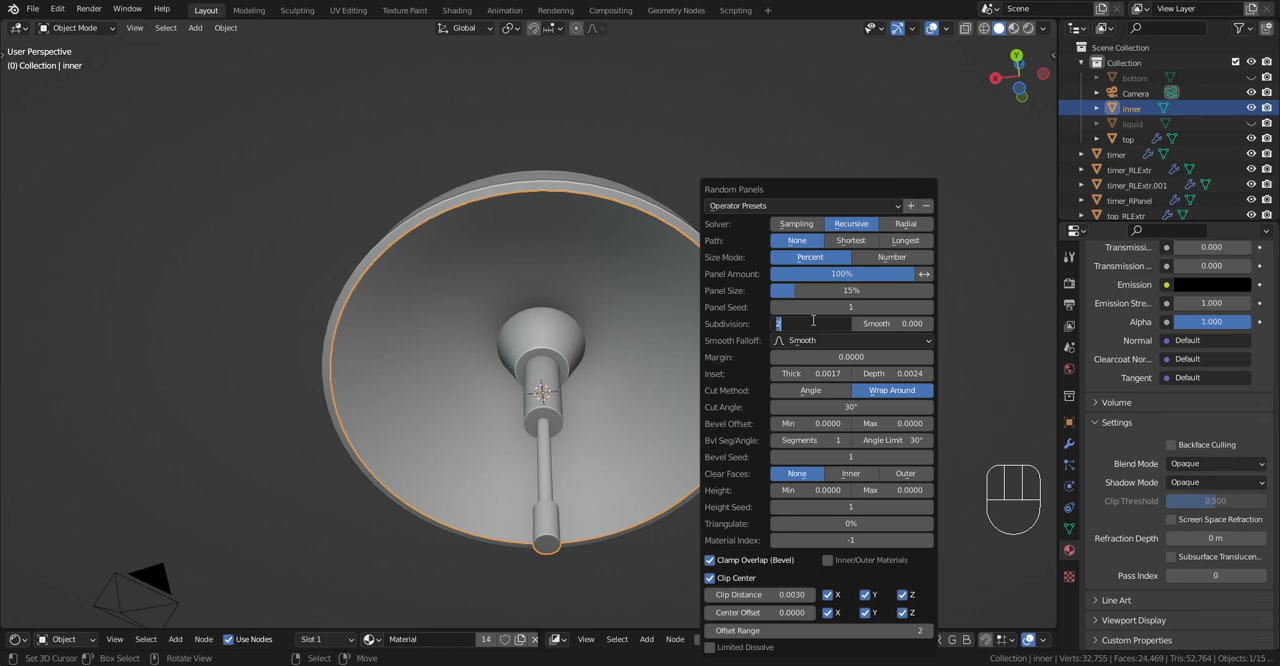 File Edit Render Window Help Layout Modeling Sculpting UV Editing Texture Paint Shading Animation Rendering Compositing Geometry Nodes Scripting + Scene View Layer
Object Mode View Select Add Object Global
User Perspective
(0) Collection | inner
Y
X
Scene Collection
Collection
bottom
Camera
inner
liquid
top
timer
timer_RLExtr
timer_RLExtr.001
timer_RPanel
top_RLExtr
Random Panels
Operator Presets
Solver: Sampling Recursive Radial
Path: None Shortest Longest
Size Mode: Percent Number
Panel Amount: 100%
Panel Size: 15%
Panel Seed: 1
Subdivision: 2 Smooth 0.000
Smooth Falloff: Smooth
Margin: 0.0000
Inset: Thick 0.0017 Depth 0.0024
Cut Method: Angle Wrap Around
Cut Angle: 30°
Bevel Offset: Min 0.0000 Max 0.0000
Bvl Seg/Angle: Segments 1 Angle Limit 30°
Bevel Seed: 1
Clear Faces: None Inner Outer
Height: Min 0.0000 Max 0.0000
Height Seed: 1
Triangulate: 0%
Material Index: -1
Clamp Overlap (Bevel) Inner/Outer Materials
Clip Center
Clip Distance 0.0030 X Y Z
Center Offset 0.0000 X Y Z
Offset Range 2
Limited Dissolve
Transmissi... 0.000
Transmission ... 0.000
Emission
Emission Stre... 1.000
Alpha 1.000
Normal Default
Clearcoat Nor... Default
Tangent Default
Volume
Settings
Backface Culling
Blend Mode Opaque
Shadow Mode Opaque
Clip Threshold 0.500
Screen Space Refraction
Refraction Depth 0 m
Subsurface Translucen...
Pass Index 0
Line Art
Viewport Display
Custom Properties
Object View Select Add Node Use Nodes Slot 1 Material 14 View Select Add Node R G B
Set 3D Cursor Box Select Rotate View Select Move Collection | inner Verts:32,755 | Faces:24,469 | Tris:52,764 | Objects:1/15 ...